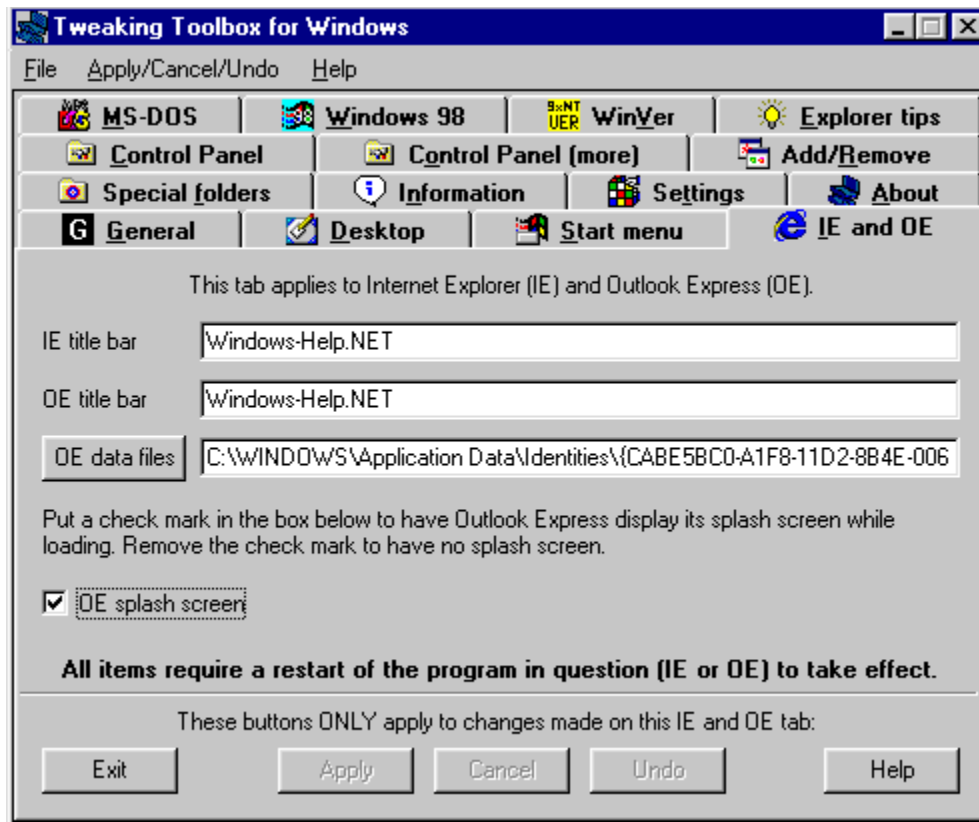 Tweaking Toolbox for Windows
File Apply/Cancel/Undo Help
MS-DOS Windows 98 9xNT VER WinVer Explorer tips
Control Panel Control Panel (more) Add/Remove
Special folders Information Settings About
G General Desktop Start menu IE and OE
This tab applies to Internet Explorer (IE) and Outlook Express (OE).
IE title bar Windows-Help.NET
OE title bar Windows-Help.NET
OE data files C:\WINDOWS\Application Data\Identities\{CABE5BC0-A1F8-11D2-8B4E-006
Put a check mark in the box below to have Outlook Express display its splash screen while
loading. Remove the check mark to have no splash screen.
OE splash screen
All items require a restart of the program in question (IE or OE) to take effect.
These buttons ONLY apply to changes made on this IE and OE tab:
Exit Apply Cancel Undo Help